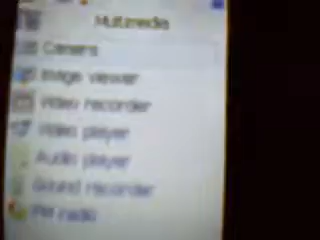 Multimedia
Camera
Image viewer
Video recorder
Video player
Audio player
Sound recorder
FM radio